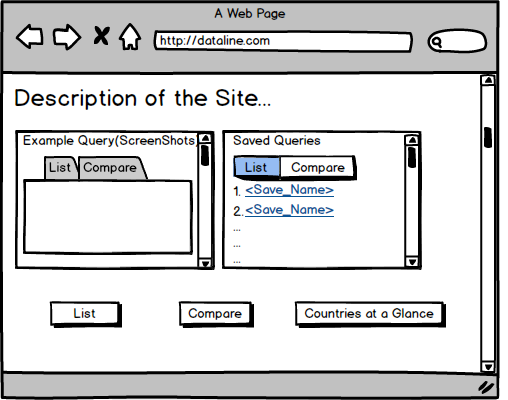 A Web Page
http://dataline.com
Description of the Site...
Example Query(ScreenShots)
List
Compare
Saved Queries
List
Compare
1. <Save_Name>
2. <Save_Name>
...
...
...
List
Compare
Countries at a Glance